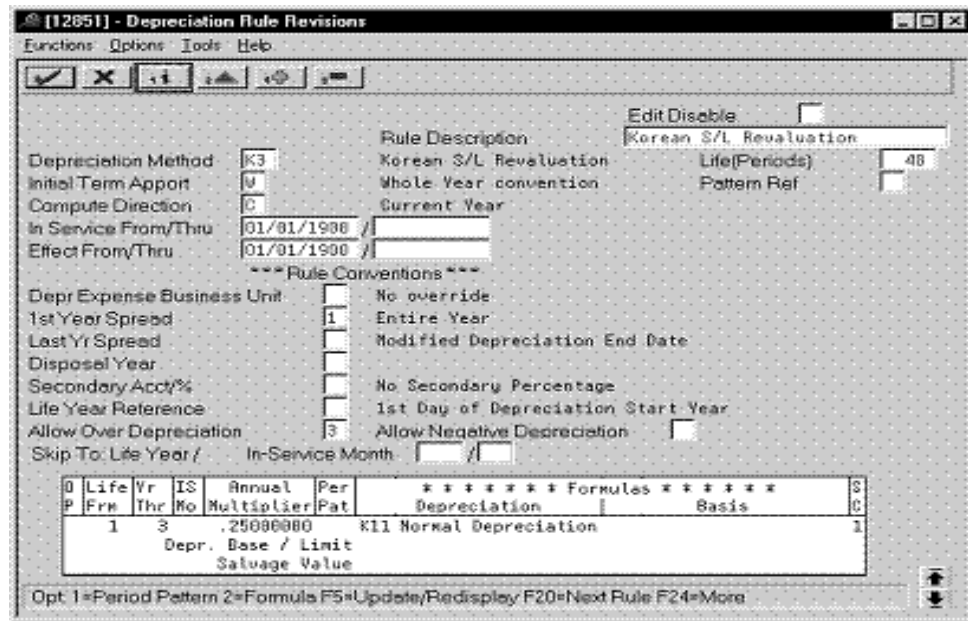 [12851] - Depreciation Rule Revisions
Functions Options Tools Help
Edit Disable
Rule Description Korean S/L Revaluation
Depreciation Method K3 Korean S/L Revaluation Life(Periods) 48
Initial Term Apport W Whole Year convention Pattern Ref
Compute Direction C Current Year
In Service From/Thru 01/01/1900 /
Effect From/Thru 01/01/1900 /
*** Rule Conventions ***
Depr Expense Business Unit No override
1st Year Spread 1 Entire Year
Last Yr Spread Modified Depreciation End Date
Disposal Year
Secondary Acct/% No Secondary Percentage
Life Year Reference 1st Day of Depreciation Start Year
Allow Over Depreciation 3 Allow Negative Depreciation
Skip To: Life Year / In-Service Month /
O Life Yr IS Annual Per * * * * * * * Formulas * * * * * * S
P Frm Thr Mo Multiplier Pat Depreciation | Basis C
1 3 .25000000 K11 Normal Depreciation 1
Depr. Base / Limit
Salvage Value
Opt: 1=Period Pattern 2=Formula F5=Update/Redisplay F20=Next Rule F24=More